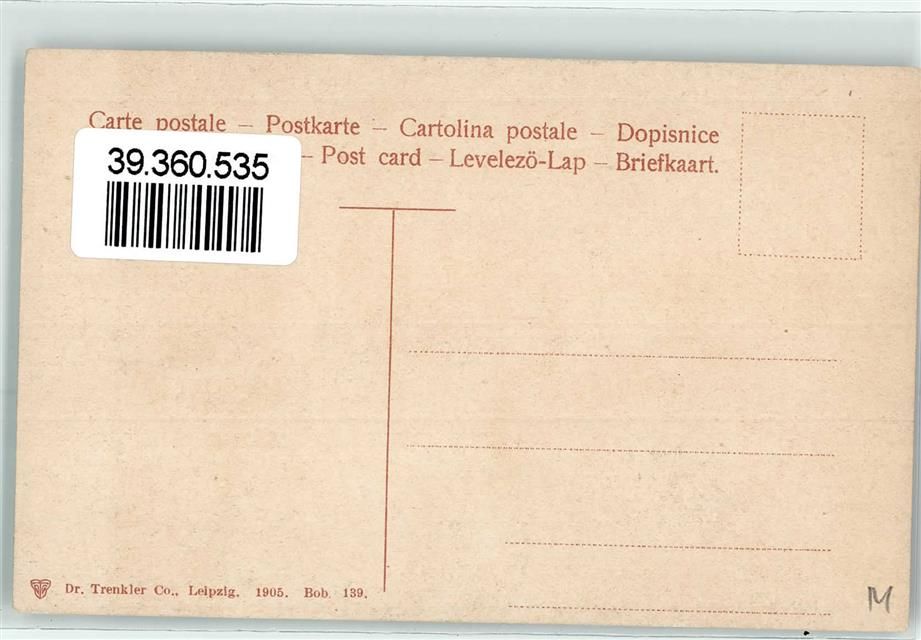 Carte postale – Postkarte – Cartolina postale – Dopisnice
– Post card – Levelezö-Lap – Briefkaart.
39.360.535
Dr. Trenkler Co., Leipzig. 1905. Bob. 139.
M